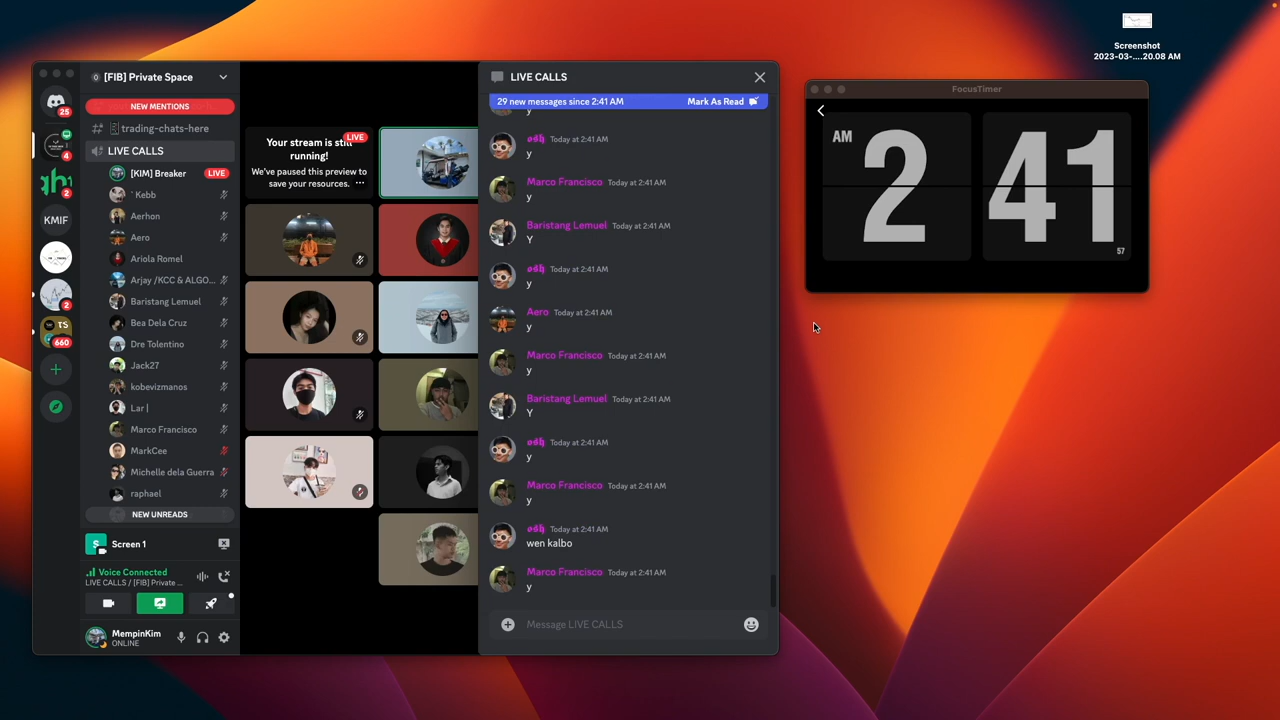 Screenshot
2023-03-....20.08 AM
[FIB] Private Space
NEW MENTIONS
trading-chats-here
LIVE CALLS
[KIM] Breaker LIVE
` Kebb
Aerhon
Aero
Ariola Romel
Arjay /KCC & ALGO...
Baristang Lemuel
Bea Dela Cruz
Dre Tolentino
Jack27
kobevizmanos
Lar |
Marco Francisco
MarkCee
Michelle dela Guerra
raphael
NEW UNREADS
S Screen 1
Voice Connected
LIVE CALLS / [FIB] Private ...
MempinKim
ONLINE
25
4
2
KMIF
2
TS
660
LIVE
Your stream is still
running!
We've paused this preview to
save your resources.
LIVE CALLS
29 new messages since 2:41 AM Mark As Read
y
Today at 2:41 AM
y
Marco Francisco Today at 2:41 AM
y
Baristang Lemuel Today at 2:41 AM
Y
Today at 2:41 AM
y
Aero Today at 2:41 AM
y
Marco Francisco Today at 2:41 AM
y
Baristang Lemuel Today at 2:41 AM
Y
Today at 2:41 AM
y
Marco Francisco Today at 2:41 AM
y
Today at 2:41 AM
wen kalbo
Marco Francisco Today at 2:41 AM
y
Message LIVE CALLS
FocusTimer
AM 2 41
57